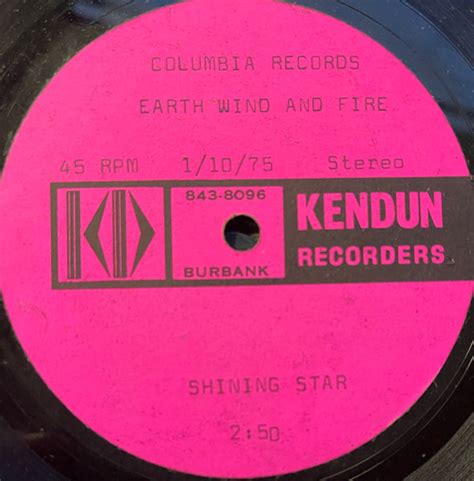 COLUMBIA RECORDS
EARTH WIND AND FIRE
45 RPM 1/10/75 Stereo
843-8096
KENDUN
RECORDERS
BURBANK
SHINING STAR
2:50